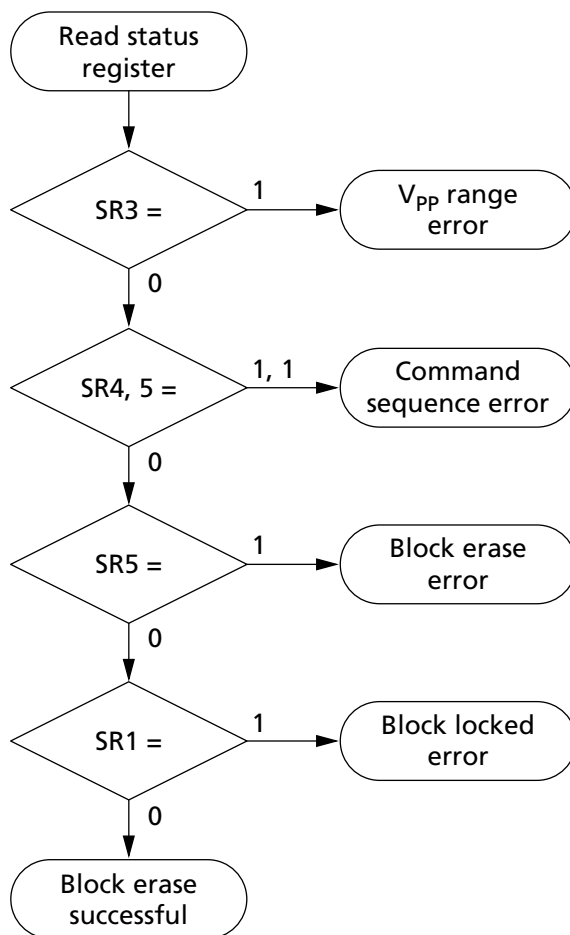 Read status
register
SR3 =
1
V_PP range
error
0
SR4, 5 =
1, 1
Command
sequence error
0
SR5 =
1
Block erase
error
0
SR1 =
1
Block locked
error
0
Block erase
successful